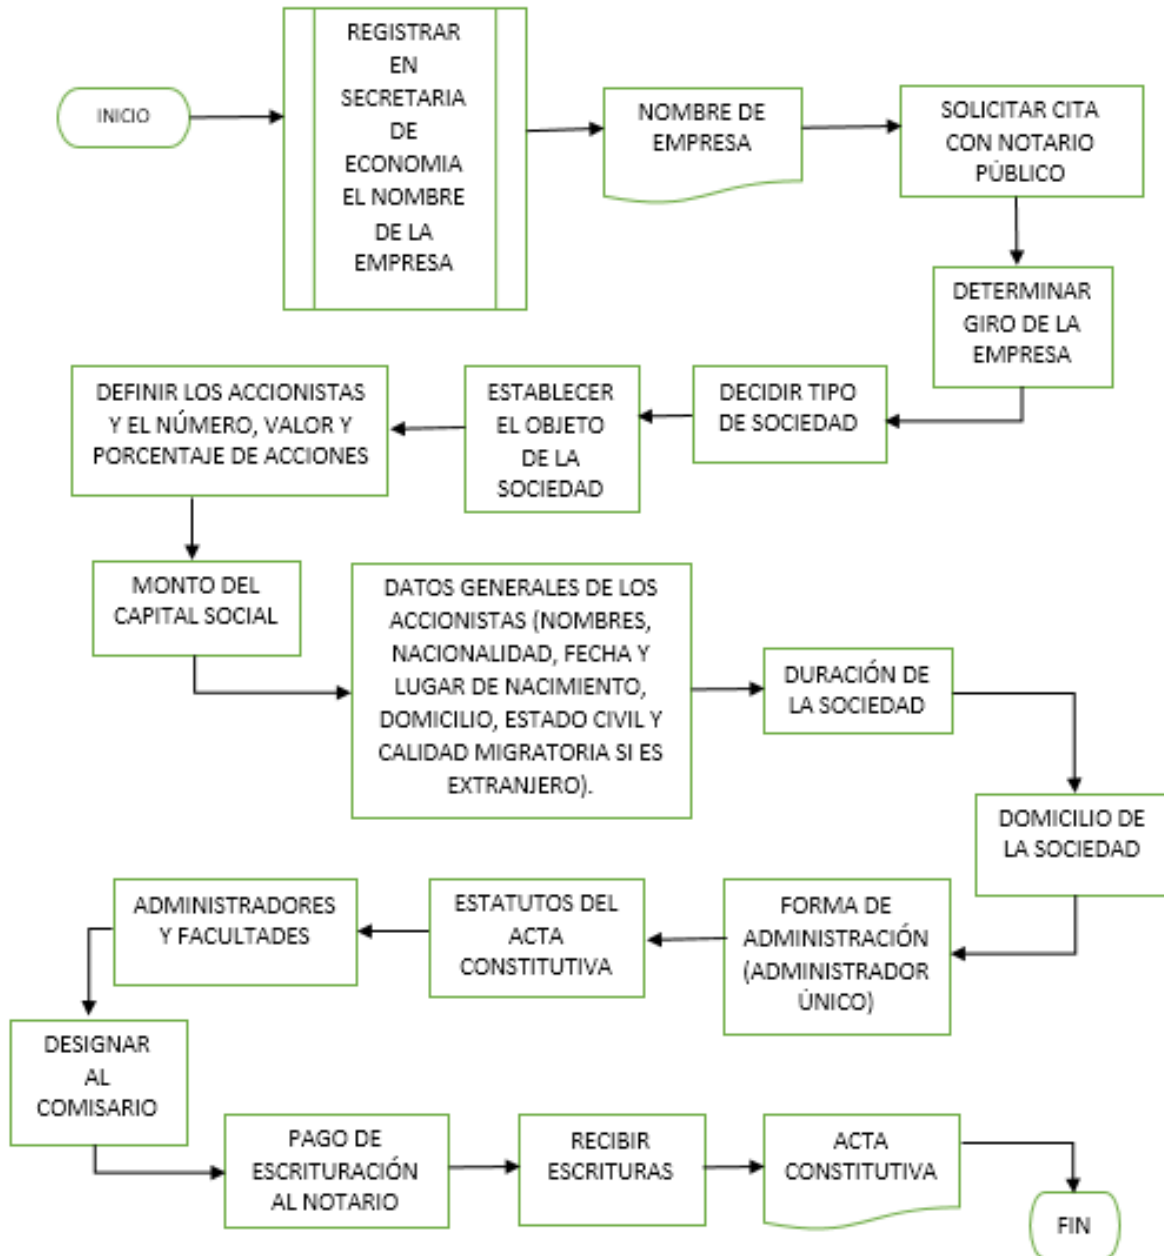 INICIO
REGISTRAR
EN
SECRETARIA
DE
ECONOMIA
EL NOMBRE
DE LA
EMPRESA
NOMBRE DE
EMPRESA
SOLICITAR CITA
CON NOTARIO
PÚBLICO
DETERMINAR
GIRO DE LA
EMPRESA
DECIDIR TIPO
DE SOCIEDAD
ESTABLECER
EL OBJETO
DE LA
SOCIEDAD
DEFINIR LOS ACCIONISTAS
Y EL NÚMERO, VALOR Y
PORCENTAJE DE ACCIONES
MONTO DEL
CAPITAL SOCIAL
DATOS GENERALES DE LOS
ACCIONISTAS (NOMBRES,
NACIONALIDAD, FECHA Y
LUGAR DE NACIMIENTO,
DOMICILIO, ESTADO CIVIL Y
CALIDAD MIGRATORIA SI ES
EXTRANJERO).
DURACIÓN DE
LA SOCIEDAD
DOMICILIO DE
LA SOCIEDAD
FORMA DE
ADMINISTRACIÓN
(ADMINISTRADOR
ÚNICO)
ESTATUTOS DEL
ACTA
CONSTITUTIVA
ADMINISTRADORES
Y FACULTADES
DESIGNAR
AL
COMISARIO
PAGO DE
ESCRITURACIÓN
AL NOTARIO
RECIBIR
ESCRITURAS
ACTA
CONSTITUTIVA
FIN